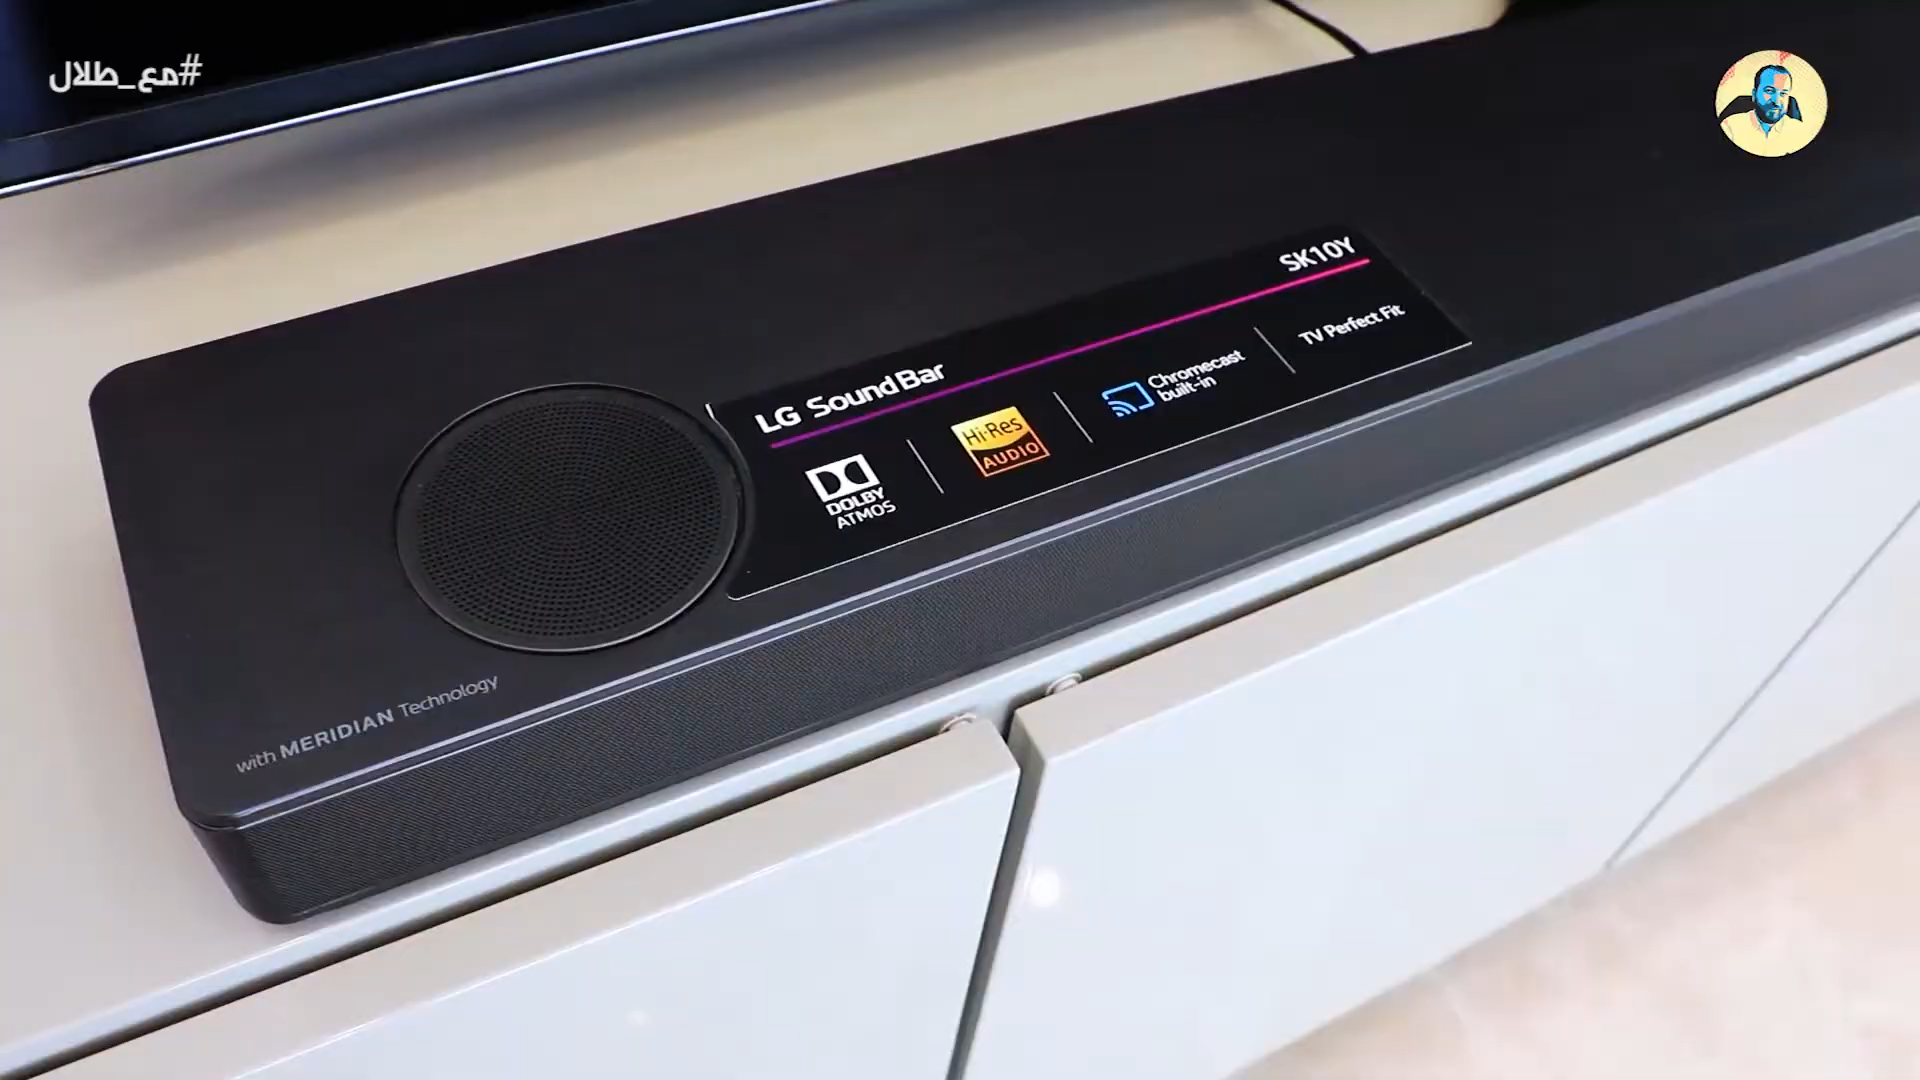 #مع_طلال
LG Sound Bar
SK10Y
DOLBY
ATMOS
Hi-Res
AUDIO
Chromecast
built-in
TV Perfect Fit
with MERIDIAN Technology